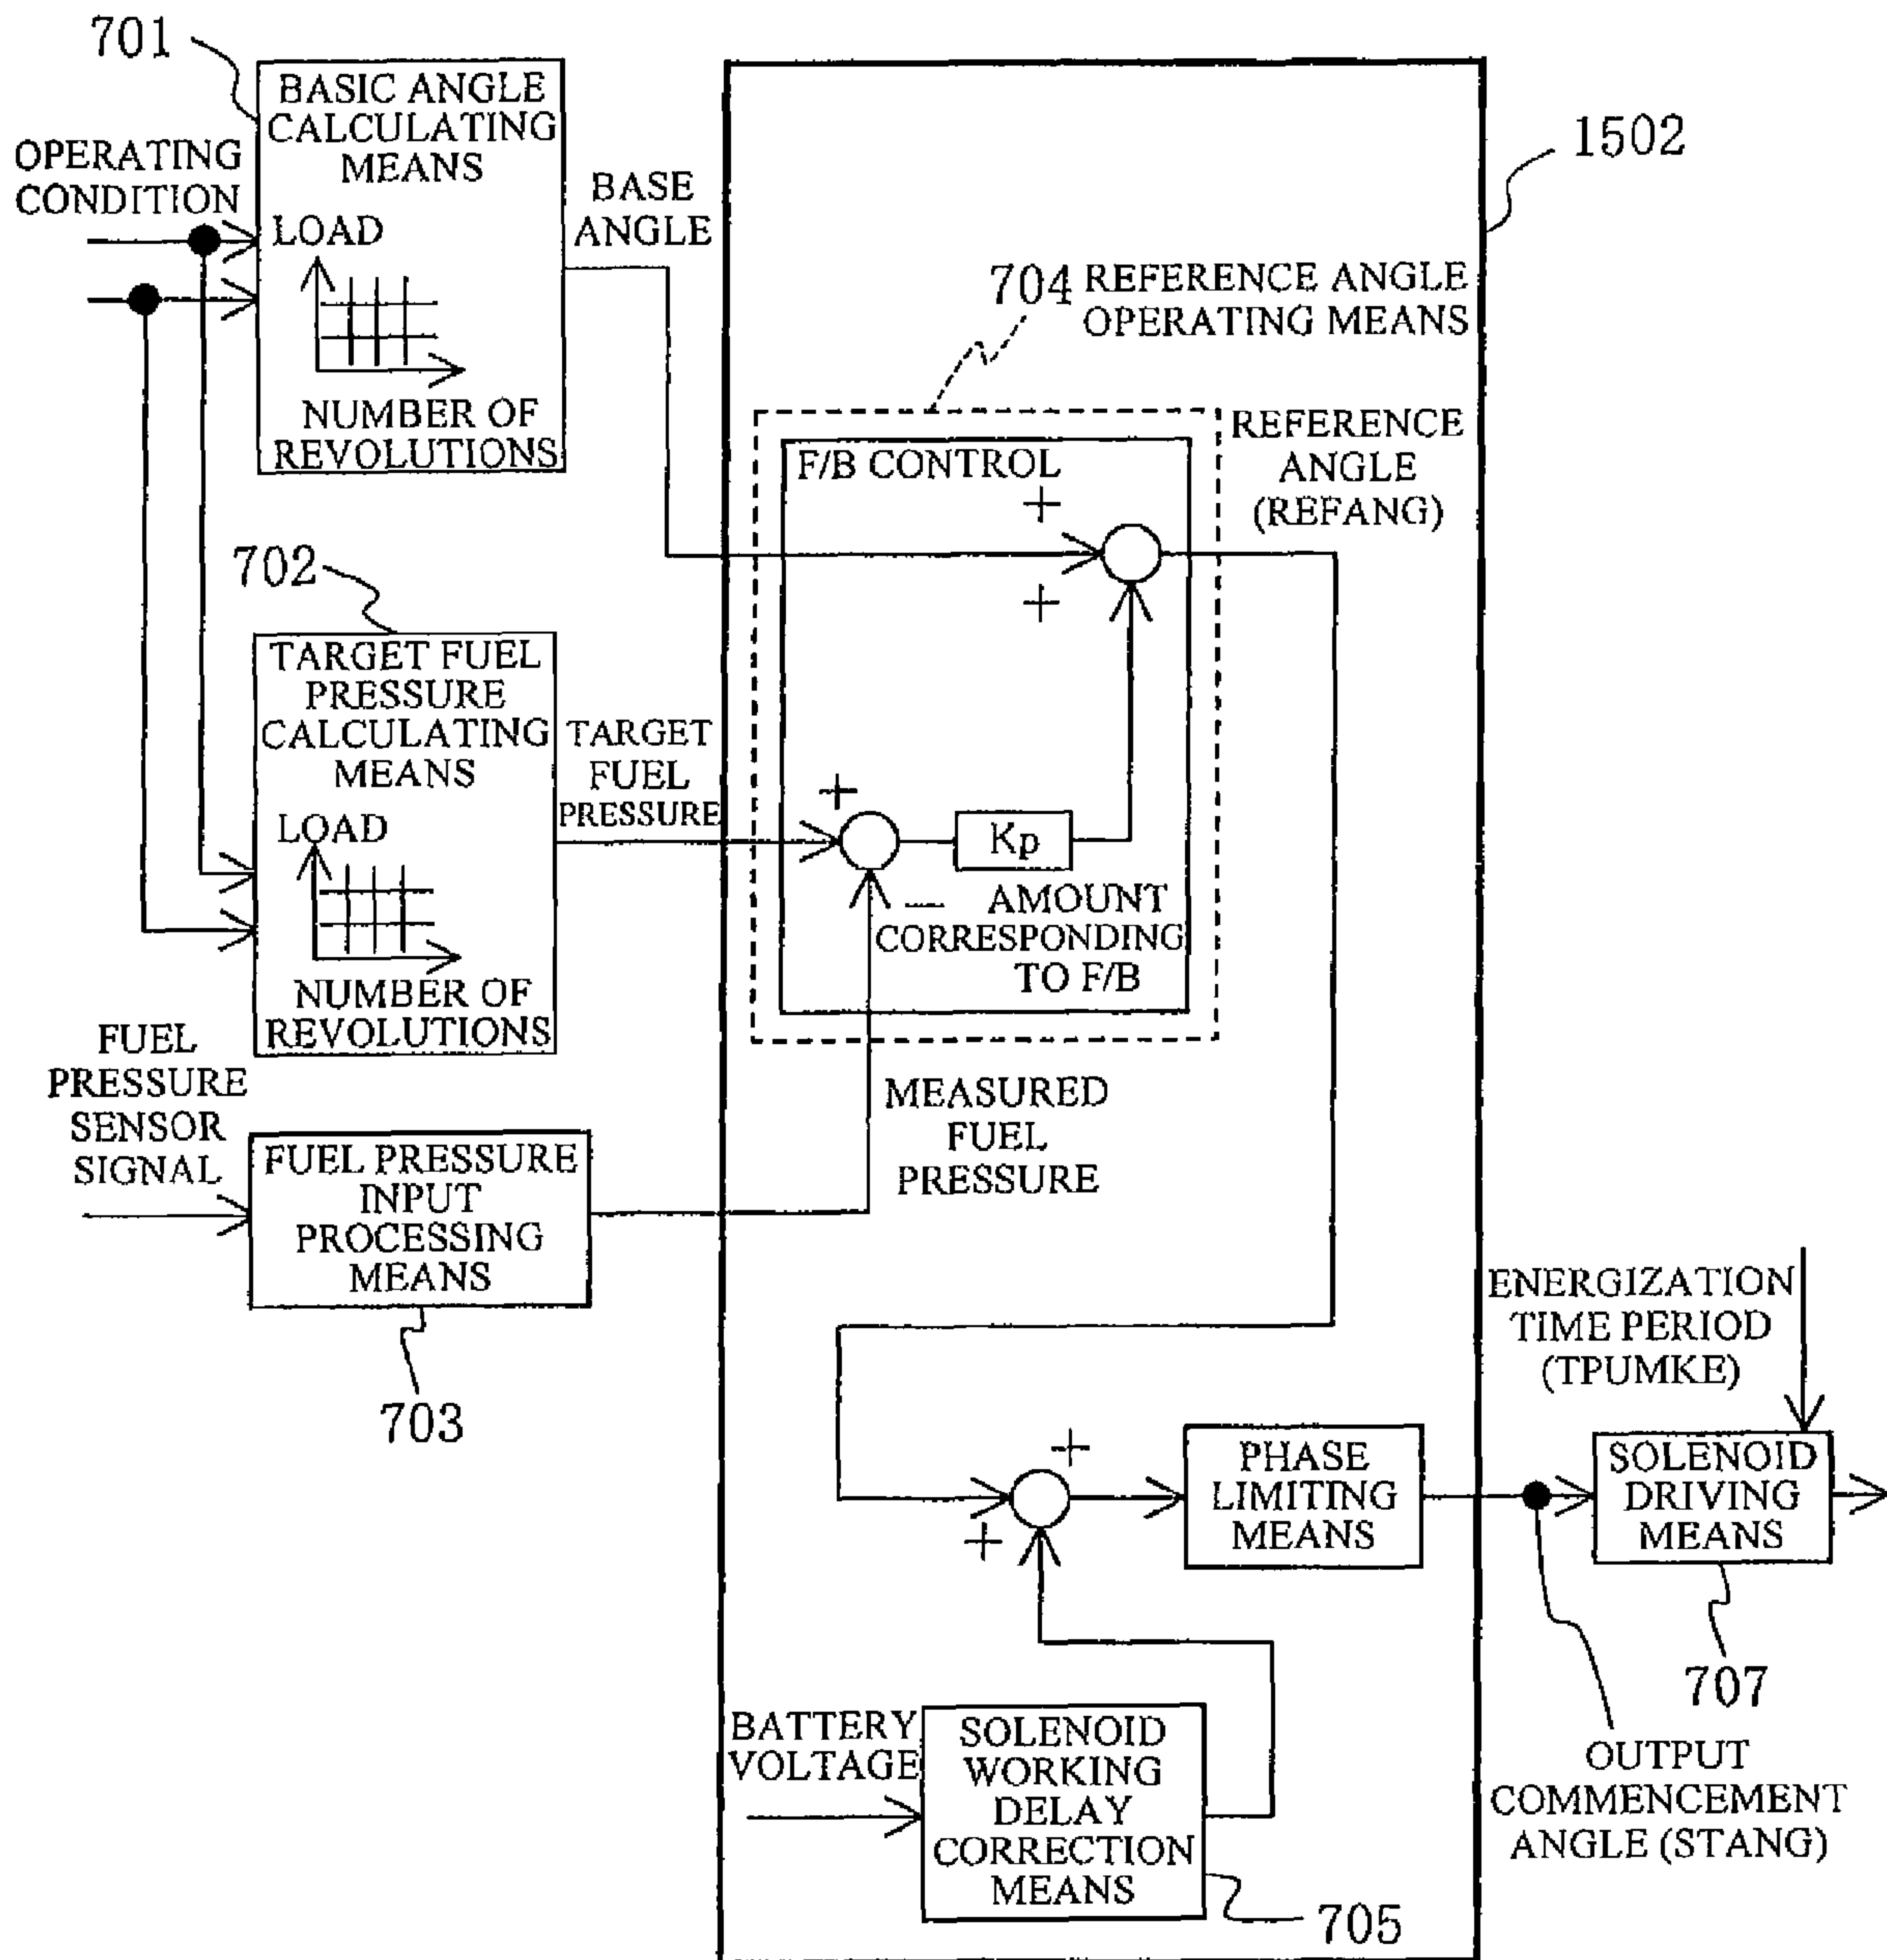 701
BASIC ANGLE
CALCULATING
MEANS
OPERATING
CONDITION
LOAD
NUMBER OF
REVOLUTIONS
BASE
ANGLE
1502
704
REFERENCE ANGLE
OPERATING MEANS
F/B CONTROL
+
+
REFERENCE
ANGLE
(REFANG)
702
TARGET FUEL
PRESSURE
CALCULATING
MEANS
LOAD
NUMBER OF
REVOLUTIONS
TARGET
FUEL
PRESSURE
+
Kp
— AMOUNT
CORRESPONDING
TO F/B
FUEL
PRESSURE
SENSOR
SIGNAL
FUEL PRESSURE
INPUT
PROCESSING
MEANS
703
MEASURED
FUEL
PRESSURE
ENERGIZATION
TIME PERIOD
(TPUMKE)
+
+
PHASE
LIMITING
MEANS
SOLENOID
DRIVING
MEANS
707
BATTERY
VOLTAGE
SOLENOID
WORKING
DELAY
CORRECTION
MEANS
705
OUTPUT
COMMENCEMENT
ANGLE (STANG)